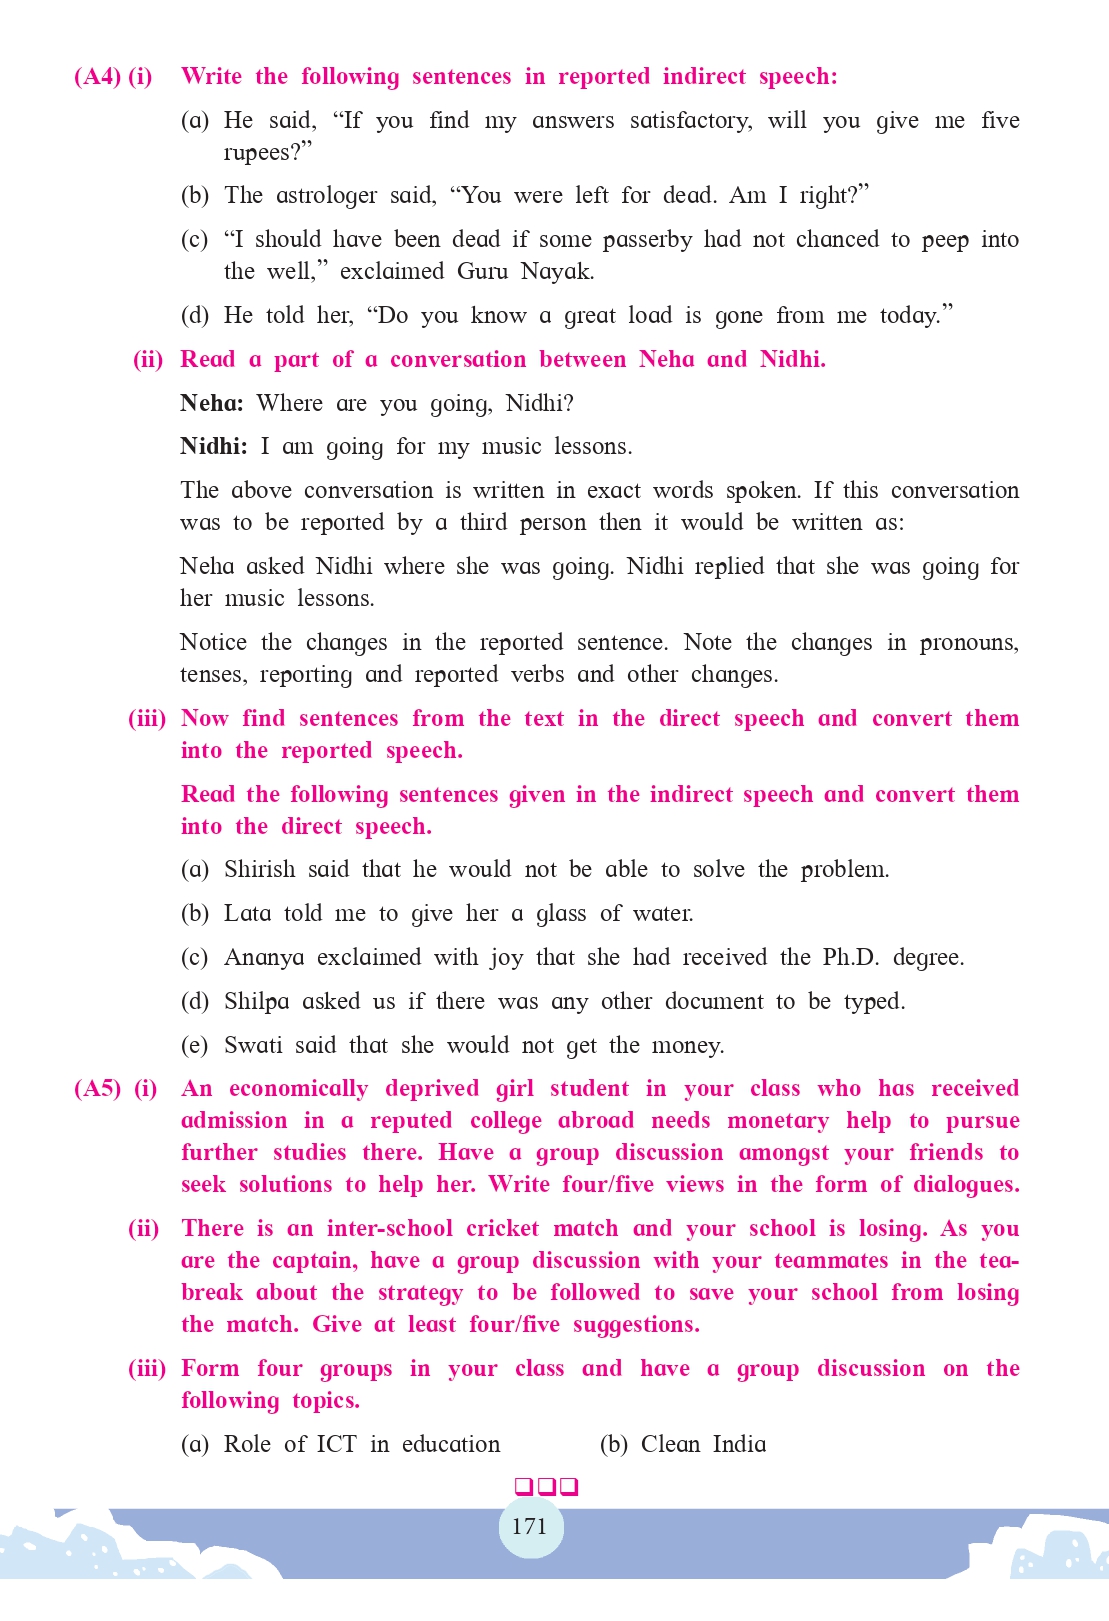 (A4) (i) Write the following sentences in reported indirect speech:
(a) He said, “If you find my answers satisfactory, will you give me five
rupees?”
(b) The astrologer said, “You were left for dead. Am I right?”
(c) “I should have been dead if some passerby had not chanced to peep into
the well,” exclaimed Guru Nayak.
(d) He told her, “Do you know a great load is gone from me today.”
(ii) Read a part of a conversation between Neha and Nidhi.
Neha: Where are you going, Nidhi?
Nidhi: I am going for my music lessons.
The above conversation is written in exact words spoken. If this conversation
was to be reported by a third person then it would be written as:
Neha asked Nidhi where she was going. Nidhi replied that she was going for
her music lessons.
Notice the changes in the reported sentence. Note the changes in pronouns,
tenses, reporting and reported verbs and other changes.
(iii) Now find sentences from the text in the direct speech and convert them
into the reported speech.
Read the following sentences given in the indirect speech and convert them
into the direct speech.
(a) Shirish said that he would not be able to solve the problem.
(b) Lata told me to give her a glass of water.
(c) Ananya exclaimed with joy that she had received the Ph.D. degree.
(d) Shilpa asked us if there was any other document to be typed.
(e) Swati said that she would not get the money.
(A5) (i) An economically deprived girl student in your class who has received
admission in a reputed college abroad needs monetary help to pursue
further studies there. Have a group discussion amongst your friends to
seek solutions to help her. Write four/five views in the form of dialogues.
(ii) There is an inter-school cricket match and your school is losing. As you
are the captain, have a group discussion with your teammates in the tea-
break about the strategy to be followed to save your school from losing
the match. Give at least four/five suggestions.
(iii) Form four groups in your class and have a group discussion on the
following topics.
(a) Role of ICT in education (b) Clean India
171